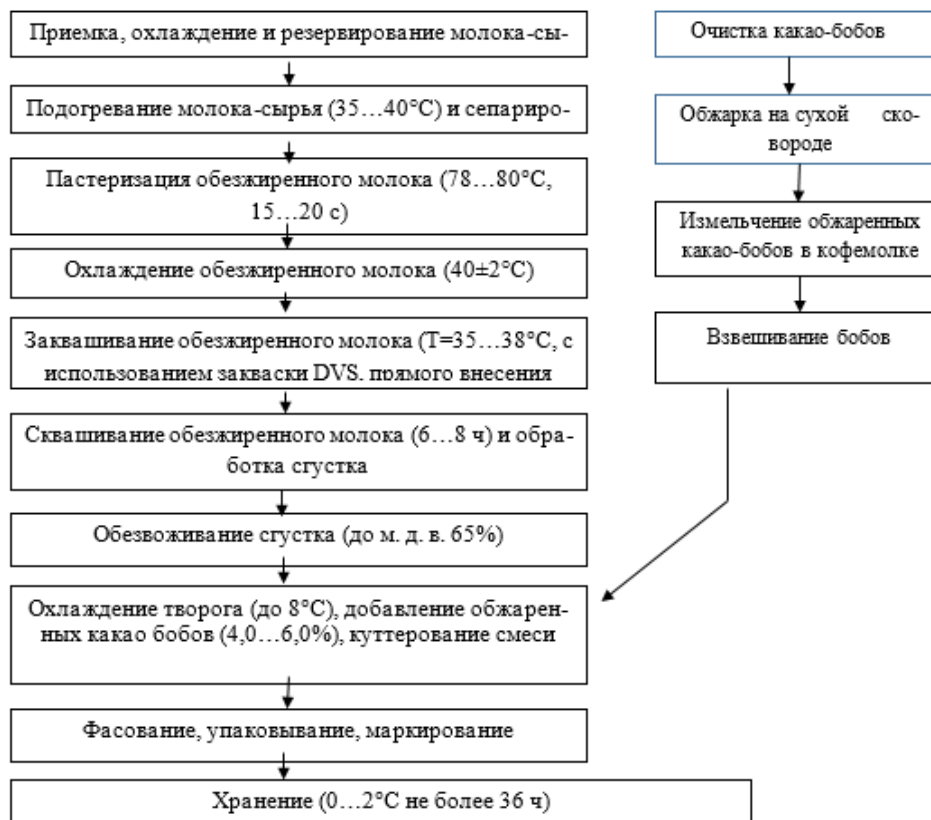 Приемка, охлаждение и резервирование молока-сы-
Подогревание молока-сырья (35…40°С) и сепариро-
Пастеризация обезжиренного молока (78…80°С,
15…20 с)
Охлаждение обезжиренного молока (40±2°С)
Заквашивание обезжиренного молока (Т=35…38°С, с
использованием закваски DVS, прямого внесения
Сквашивание обезжиренного молока (6…8 ч) и обра-
ботка сгустка
Обезвоживание сгустка (до м. д. в. 65%)
Охлаждение творога (до 8°С), добавление обжарен-
ных какао бобов (4,0…6,0%), куттерование смеси
Фасование, упаковывание, маркирование
Хранение (0…2°С не более 36 ч)
Очистка какао-бобов
Обжарка на сухой ско-
вороде
Измельчение обжаренных
какао-бобов в кофемолке
Взвешивание бобов